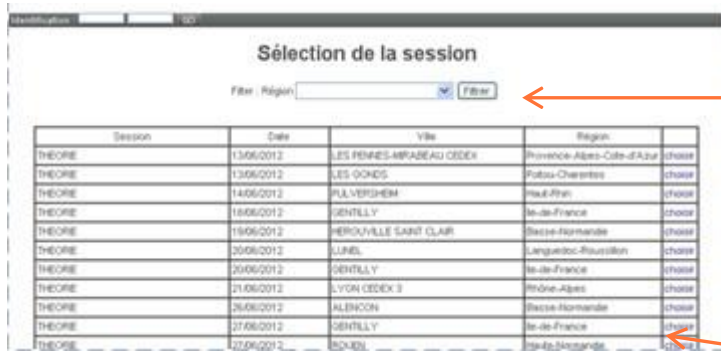 Identification : GO
Sélection de la session
Filtrer : Région Filtrer
Session Date Ville Région
THEORIE 13/06/2012 LES PENNES-MIRABEAU CEDEX Provence-Alpes-Cote-d'Azur choisir
THEORIE 13/06/2012 LES GONDS Poitou-Charentes choisir
THEORIE 14/06/2012 PULVERSHEIM Haut-Rhin choisir
THEORIE 18/06/2012 GENTILLY Ile-de-France choisir
THEORIE 19/06/2012 HEROUVILLE SAINT CLAIR Basse-Normandie choisir
THEORIE 20/06/2012 LUNEL Languedoc-Roussillon choisir
THEORIE 20/06/2012 GENTILLY Ile-de-France choisir
THEORIE 21/06/2012 LYON CEDEX 3 Rhône-Alpes choisir
THEORIE 26/06/2012 ALENCON Basse-Normandie choisir
THEORIE 27/06/2012 GENTILLY Ile-de-France choisir
THEORIE 27/06/2012 ROUEN Haute-Normandie choisir